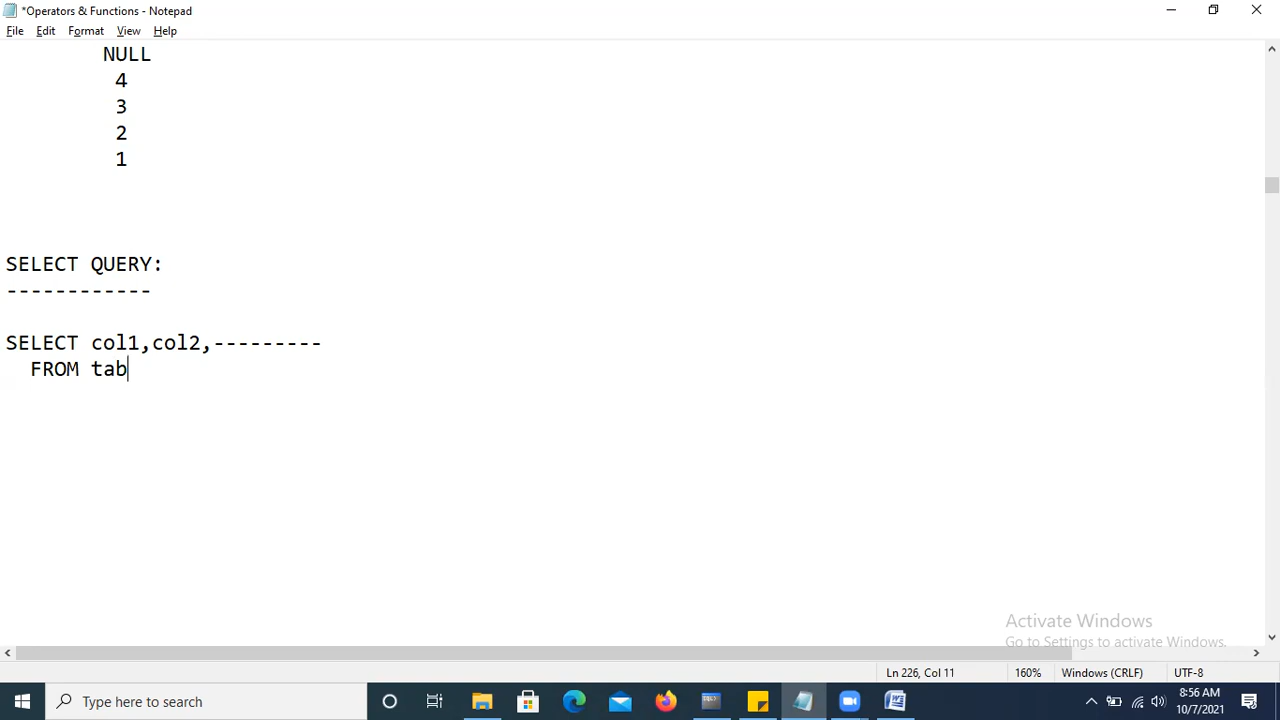 *Operators & Functions - Notepad
File Edit Format View Help
NULL
4
3
2
1
SELECT QUERY:
------------
SELECT col1,col2,---------
FROM tab
Activate Windows
Go to Settings to activate Windows.
Ln 226, Col 11 160% Windows (CRLF) UTF-8
Type here to search
8:56 AM
10/7/2021